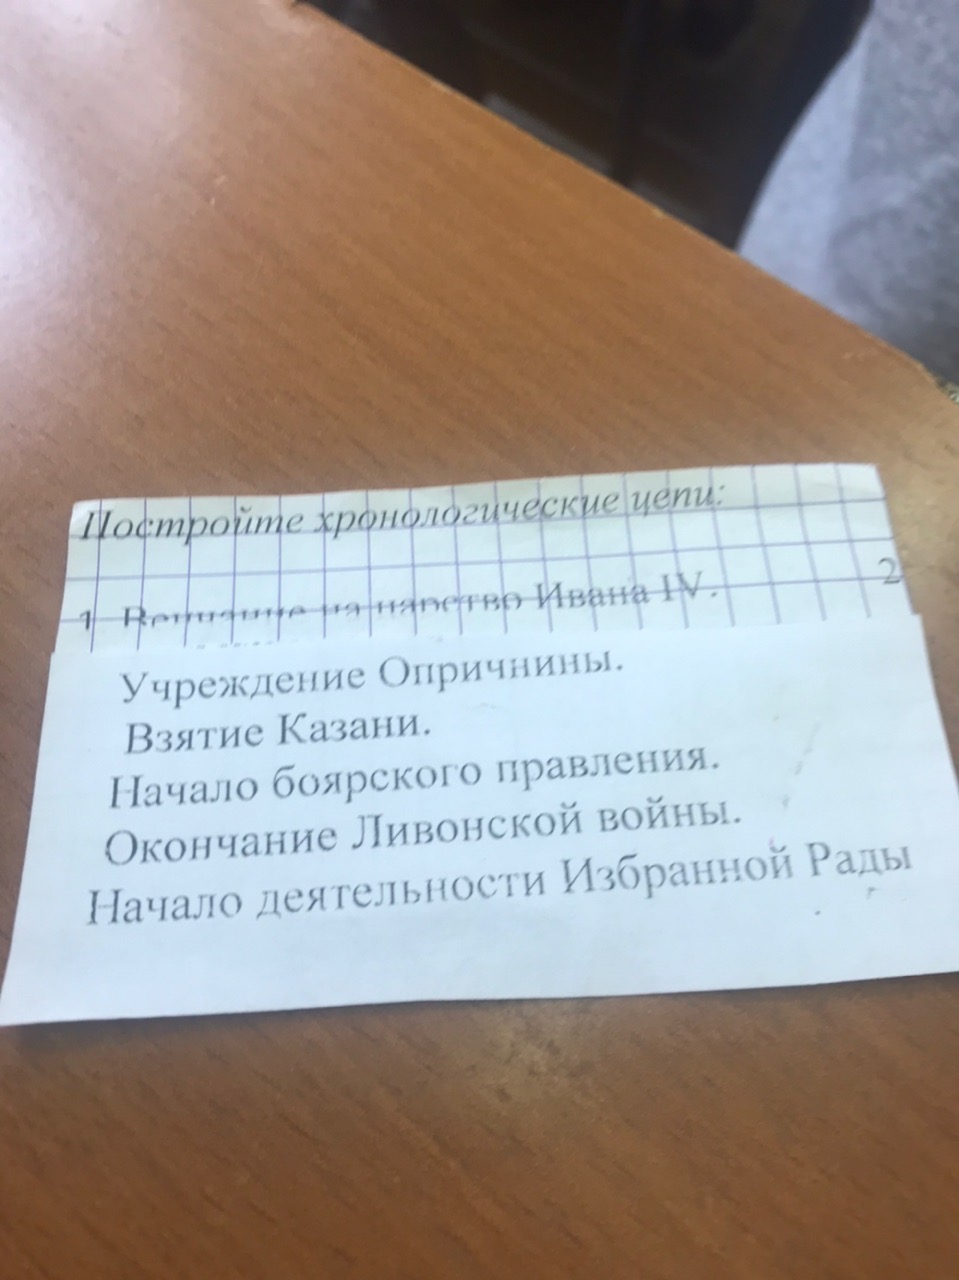 Постройте хронологические цепи:
2
1. Венчание на царство Ивана IV.
Учреждение Опричнины.
Взятие Казани.
Начало боярского правления.
Окончание Ливонской войны.
Начало деятельности Избранной Рады